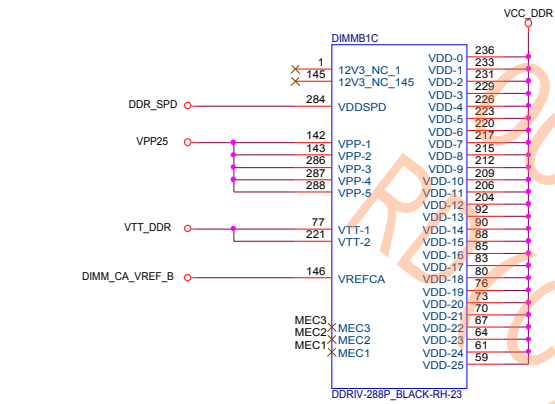 VCC_DDR
DIMMB1C
1 12V3_NC_1 VDD-0 236
145 12V3_NC_145 VDD-1 233
VDD-2 231
VDD-3 229
DDR_SPD 284 VDDSPD VDD-4 226
VDD-5 223
VDD-6 220
VPP25 142 VPP-1 VDD-7 217
143 VPP-2 VDD-8 215
286 VPP-3 VDD-9 212
287 VPP-4 VDD-10 209
288 VPP-5 VDD-11 206
VDD-12 204
VDD-13 92
VTT_DDR 77 VTT-1 VDD-14 90
221 VTT-2 VDD-15 88
VDD-16 85
VDD-17 83
DIMM_CA_VREF_B 146 VREFCA VDD-18 80
VDD-19 76
VDD-20 73
VDD-21 70
MEC3 MEC3 VDD-22 67
MEC2 MEC2 VDD-23 64
MEC1 MEC1 VDD-24 61
VDD-25 59
DDRIV-288P_BLACK-RH-23